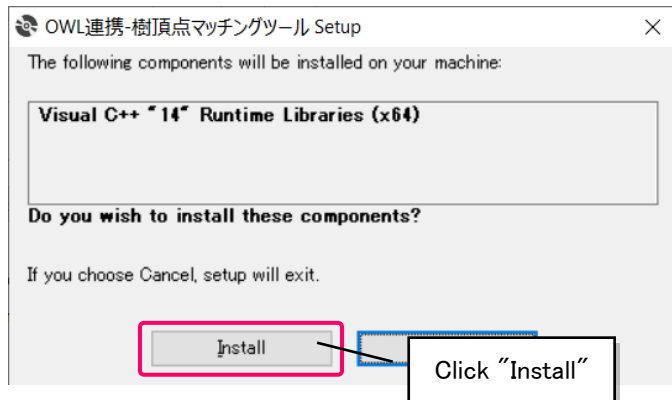 OWL連携-樹頂点マッチングツール Setup
The following components will be installed on your machine:
Visual C++ "14" Runtime Libraries (x64)
Do you wish to install these components?
If you choose Cancel, setup will exit.
Install
Click "Install"